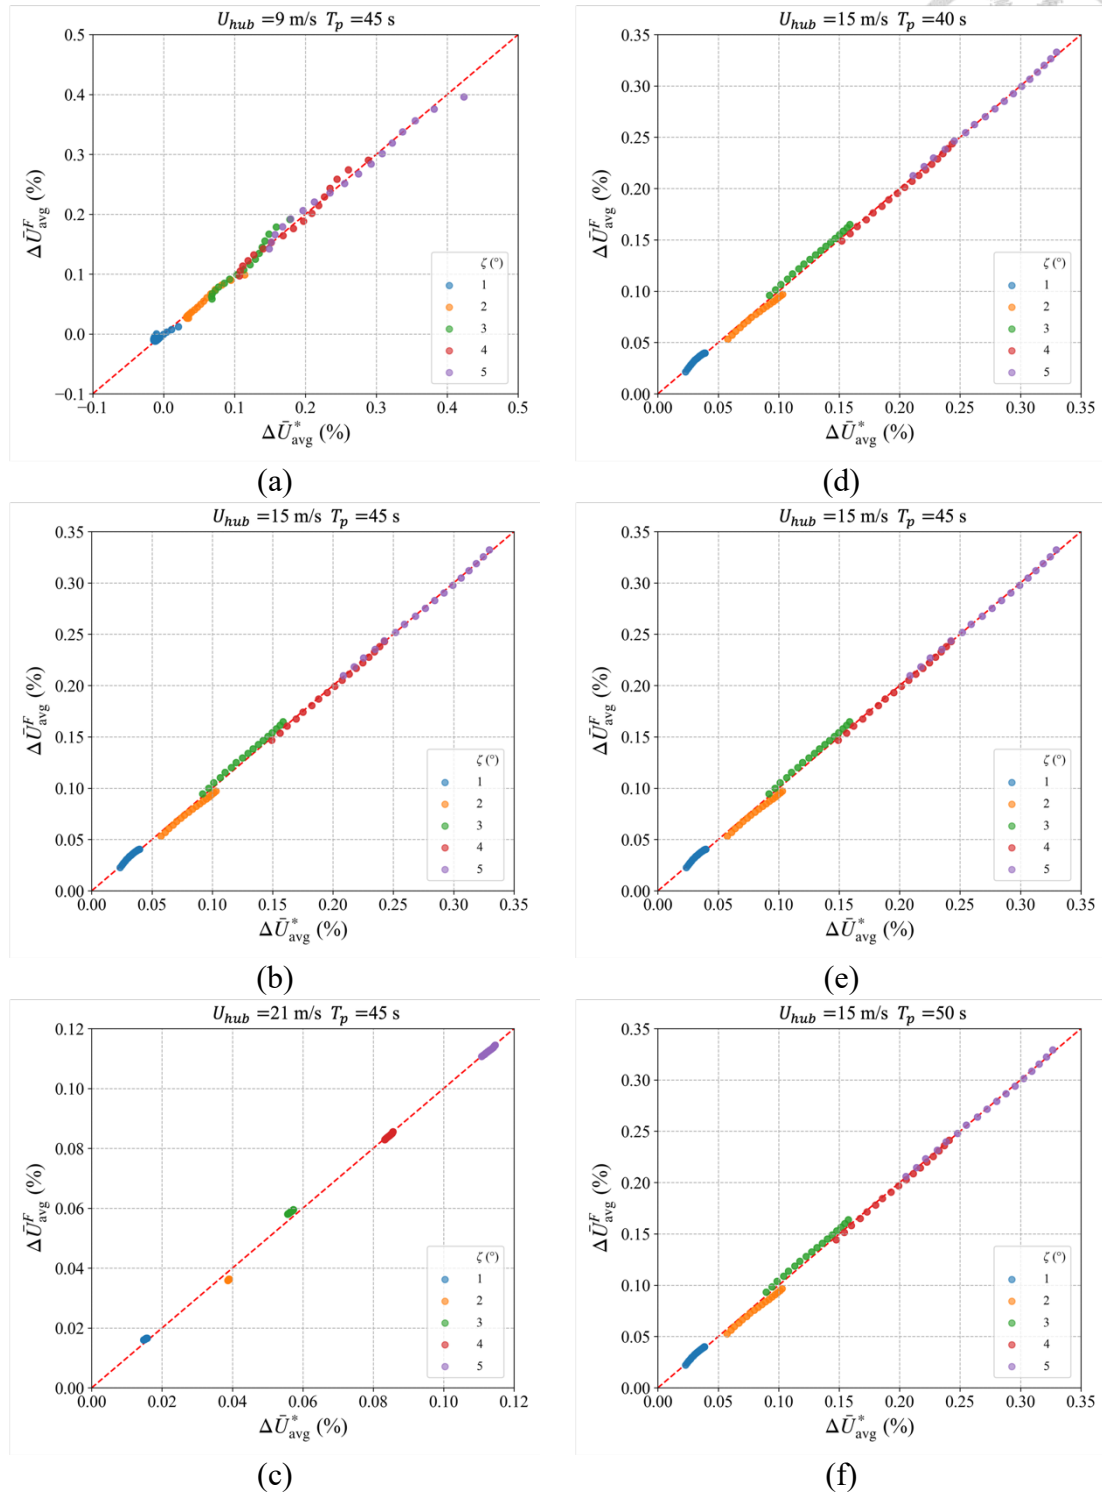 U_hub =9 m/s T_p=45 s
0.5
0.4
0.3
0.2
0.1
0.0
−0.1
ΔŪ^F_avg (%)
ζ (°)
1
2
3
4
5
−0.1 0.0 0.1 0.2 0.3 0.4 0.5
ΔŪ*_avg (%)
(a)
U_hub =15 m/s T_p=40 s
0.35
0.30
0.25
0.20
0.15
0.10
0.05
0.00
ΔŪ^F_avg (%)
ζ (°)
1
2
3
4
5
0.00 0.05 0.10 0.15 0.20 0.25 0.30 0.35
ΔŪ*_avg (%)
(d)
U_hub =15 m/s T_p=45 s
0.35
0.30
0.25
0.20
0.15
0.10
0.05
0.00
ΔŪ^F_avg (%)
ζ (°)
1
2
3
4
5
0.00 0.05 0.10 0.15 0.20 0.25 0.30 0.35
ΔŪ*_avg (%)
(b)
U_hub =15 m/s T_p=45 s
0.35
0.30
0.25
0.20
0.15
0.10
0.05
0.00
ΔŪ^F_avg (%)
ζ (°)
1
2
3
4
5
0.00 0.05 0.10 0.15 0.20 0.25 0.30 0.35
ΔŪ*_avg (%)
(e)
U_hub =21 m/s T_p=45 s
0.12
0.10
0.08
0.06
0.04
0.02
0.00
ΔŪ^F_avg (%)
ζ (°)
1
2
3
4
5
0.00 0.02 0.04 0.06 0.08 0.10 0.12
ΔŪ*_avg (%)
(c)
U_hub =15 m/s T_p=50 s
0.35
0.30
0.25
0.20
0.15
0.10
0.05
0.00
ΔŪ^F_avg (%)
ζ (°)
1
2
3
4
5
0.00 0.05 0.10 0.15 0.20 0.25 0.30 0.35
ΔŪ*_avg (%)
(f)